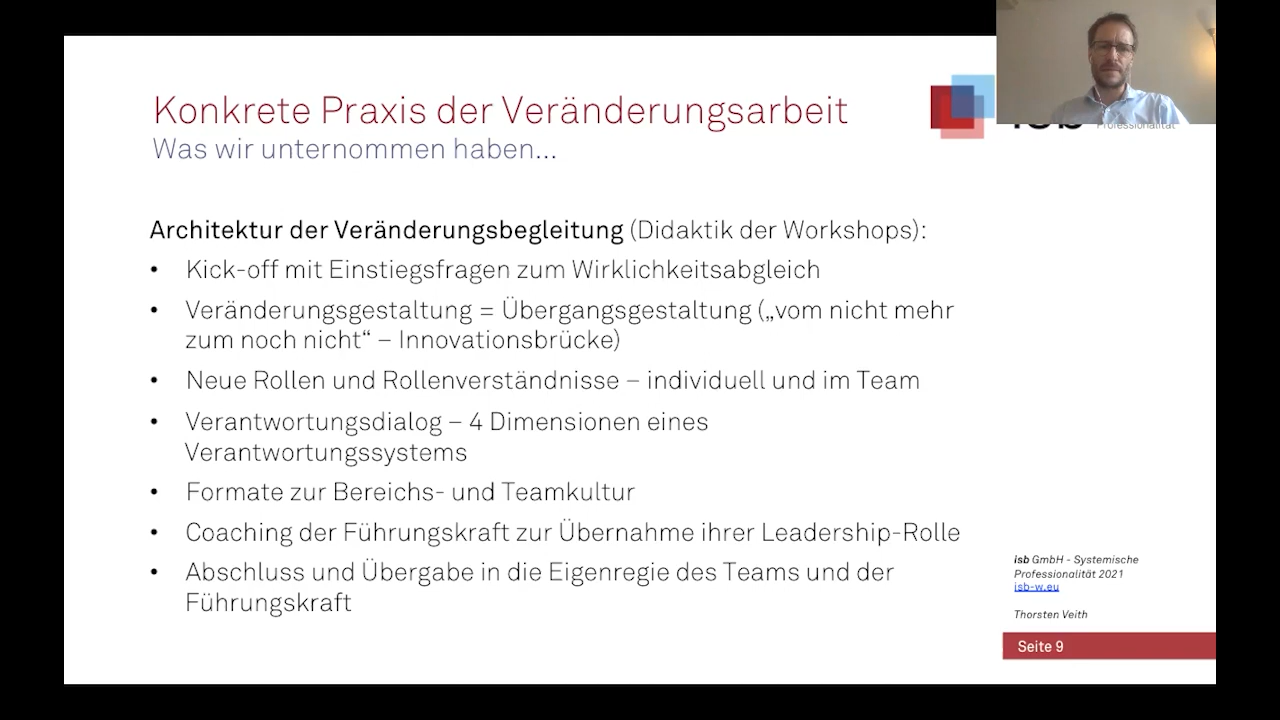 Konkrete Praxis der Veränderungsarbeit
Was wir unternommen haben...
Professionalität
Architektur der Veränderungsbegleitung (Didaktik der Workshops):
• Kick-off mit Einstiegsfragen zum Wirklichkeitsabgleich
• Veränderungsgestaltung = Übergangsgestaltung („vom nicht mehr
zum noch nicht“ – Innovationsbrücke)
• Neue Rollen und Rollenverständnisse – individuell und im Team
• Verantwortungsdialog – 4 Dimensionen eines
Verantwortungssystems
• Formate zur Bereichs- und Teamkultur
• Coaching der Führungskraft zur Übernahme ihrer Leadership-Rolle
• Abschluss und Übergabe in die Eigenregie des Teams und der
Führungskraft
isb GmbH - Systemische
Professionalität 2021
isb-w.eu
Thorsten Veith
Seite 9